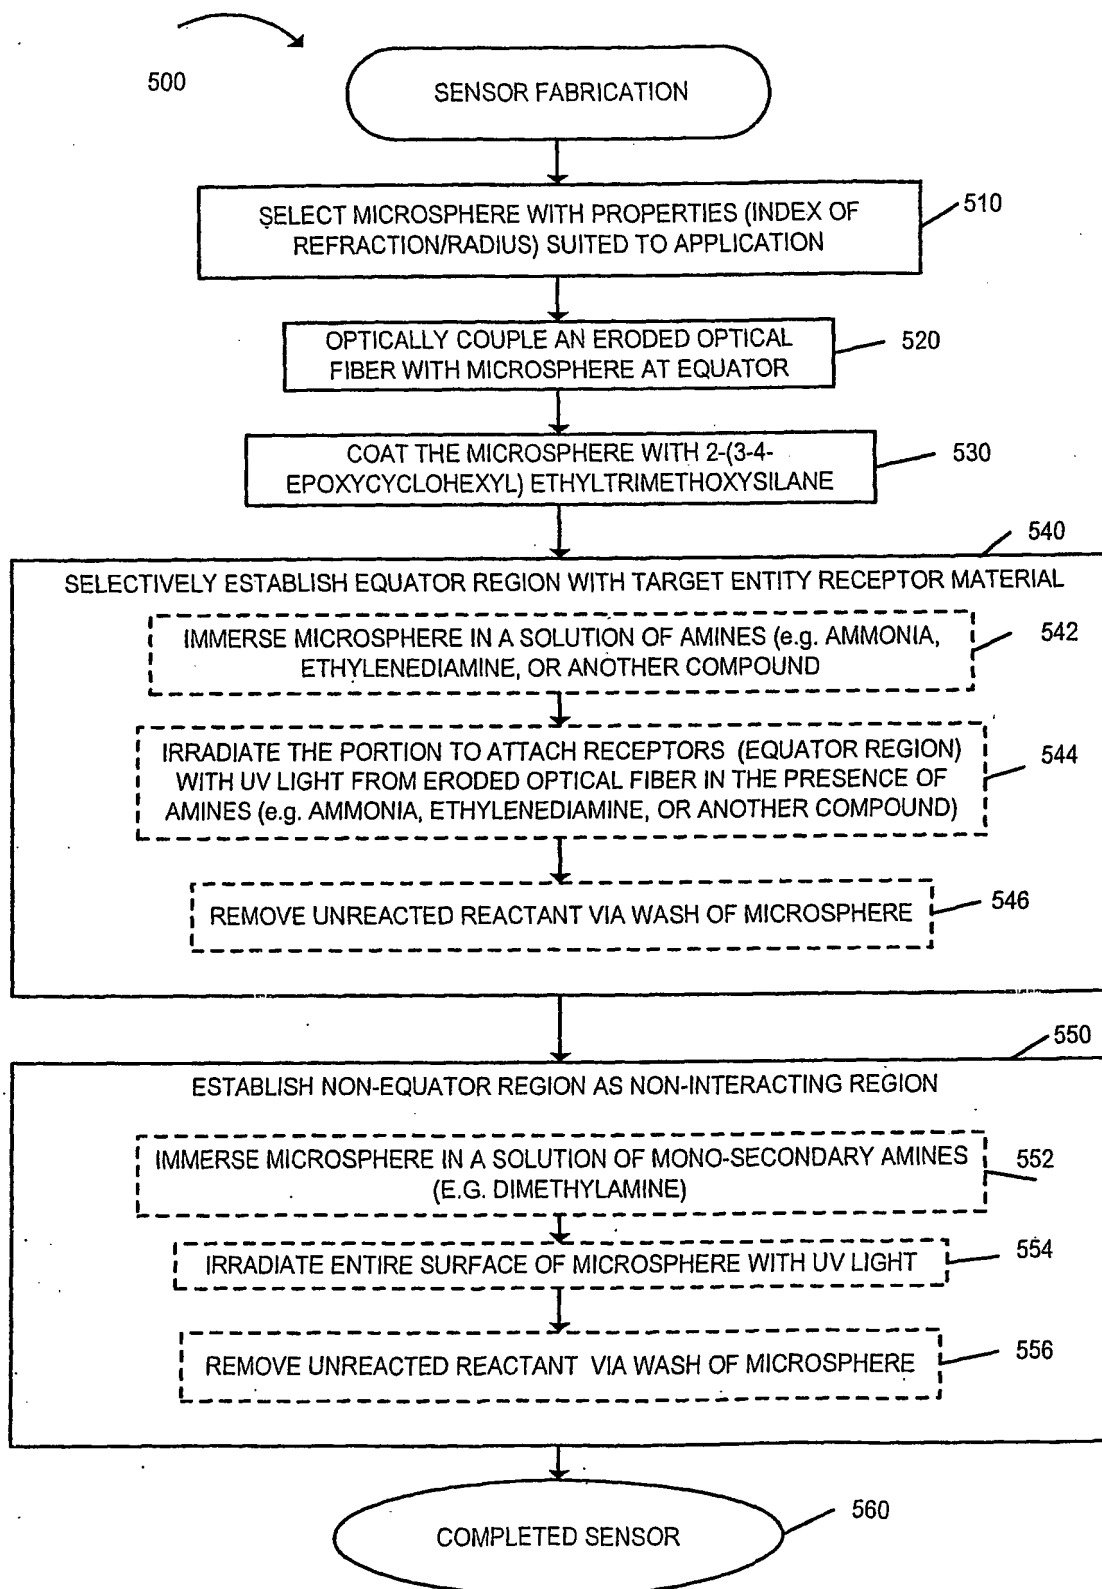 500
SENSOR FABRICATION
SELECT MICROSPHERE WITH PROPERTIES (INDEX OF
REFRACTION/RADIUS) SUITED TO APPLICATION
510
OPTICALLY COUPLE AN ERODED OPTICAL
FIBER WITH MICROSPHERE AT EQUATOR
520
COAT THE MICROSPHERE WITH 2-(3-4-
EPOXYCYCLOHEXYL) ETHYLTRIMETHOXYSILANE
530
540
SELECTIVELY ESTABLISH EQUATOR REGION WITH TARGET ENTITY RECEPTOR MATERIAL
IMMERSE MICROSPHERE IN A SOLUTION OF AMINES (e.g. AMMONIA,
ETHYLENEDIAMINE, OR ANOTHER COMPOUND
542
IRRADIATE THE PORTION TO ATTACH RECEPTORS (EQUATOR REGION)
WITH UV LIGHT FROM ERODED OPTICAL FIBER IN THE PRESENCE OF
AMINES (e.g. AMMONIA, ETHYLENEDIAMINE, OR ANOTHER COMPOUND)
544
REMOVE UNREACTED REACTANT VIA WASH OF MICROSPHERE
546
550
ESTABLISH NON-EQUATOR REGION AS NON-INTERACTING REGION
IMMERSE MICROSPHERE IN A SOLUTION OF MONO-SECONDARY AMINES
(E.G. DIMETHYLAMINE)
552
IRRADIATE ENTIRE SURFACE OF MICROSPHERE WITH UV LIGHT
554
REMOVE UNREACTED REACTANT VIA WASH OF MICROSPHERE
556
COMPLETED SENSOR
560